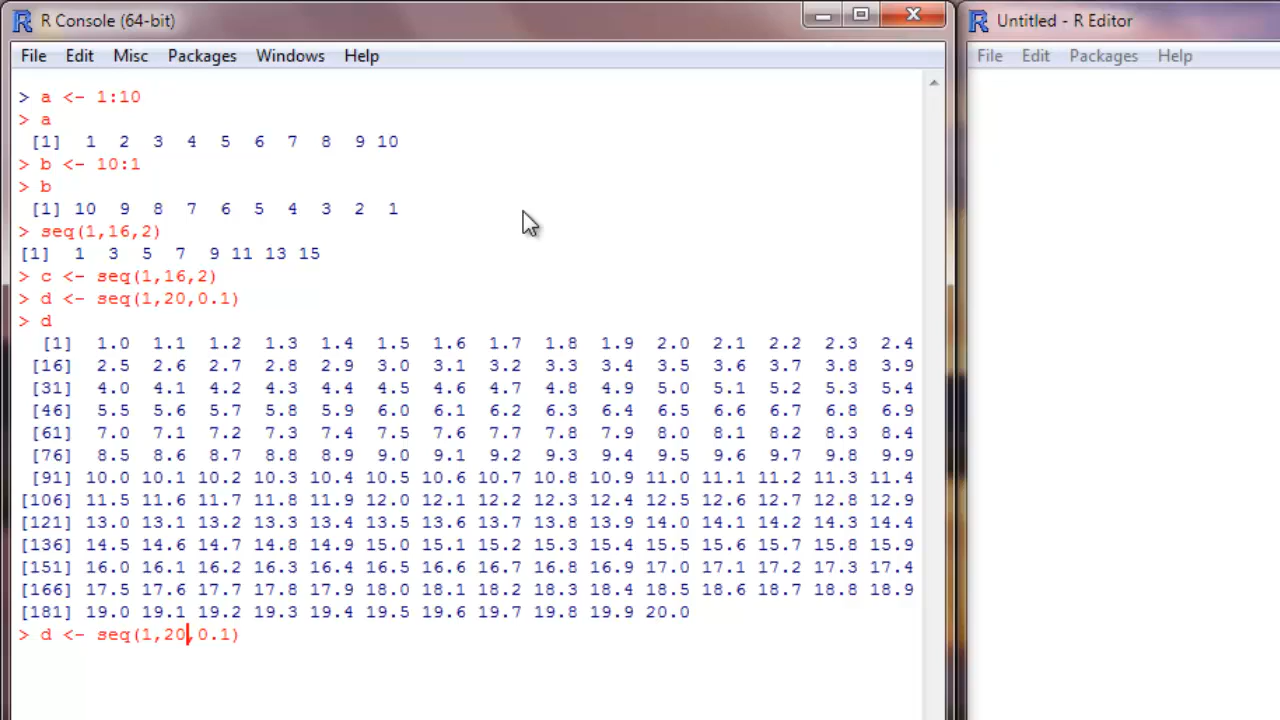 R Console (64-bit)
File Edit Misc Packages Windows Help
> a <- 1:10
> a
[1] 1 2 3 4 5 6 7 8 9 10
> b <- 10:1
> b
[1] 10 9 8 7 6 5 4 3 2 1
> seq(1,16,2)
[1] 1 3 5 7 9 11 13 15
> c <- seq(1,16,2)
> d <- seq(1,20,0.1)
> d
[1] 1.0 1.1 1.2 1.3 1.4 1.5 1.6 1.7 1.8 1.9 2.0 2.1 2.2 2.3 2.4
[16] 2.5 2.6 2.7 2.8 2.9 3.0 3.1 3.2 3.3 3.4 3.5 3.6 3.7 3.8 3.9
[31] 4.0 4.1 4.2 4.3 4.4 4.5 4.6 4.7 4.8 4.9 5.0 5.1 5.2 5.3 5.4
[46] 5.5 5.6 5.7 5.8 5.9 6.0 6.1 6.2 6.3 6.4 6.5 6.6 6.7 6.8 6.9
[61] 7.0 7.1 7.2 7.3 7.4 7.5 7.6 7.7 7.8 7.9 8.0 8.1 8.2 8.3 8.4
[76] 8.5 8.6 8.7 8.8 8.9 9.0 9.1 9.2 9.3 9.4 9.5 9.6 9.7 9.8 9.9
[91] 10.0 10.1 10.2 10.3 10.4 10.5 10.6 10.7 10.8 10.9 11.0 11.1 11.2 11.3 11.4
[106] 11.5 11.6 11.7 11.8 11.9 12.0 12.1 12.2 12.3 12.4 12.5 12.6 12.7 12.8 12.9
[121] 13.0 13.1 13.2 13.3 13.4 13.5 13.6 13.7 13.8 13.9 14.0 14.1 14.2 14.3 14.4
[136] 14.5 14.6 14.7 14.8 14.9 15.0 15.1 15.2 15.3 15.4 15.5 15.6 15.7 15.8 15.9
[151] 16.0 16.1 16.2 16.3 16.4 16.5 16.6 16.7 16.8 16.9 17.0 17.1 17.2 17.3 17.4
[166] 17.5 17.6 17.7 17.8 17.9 18.0 18.1 18.2 18.3 18.4 18.5 18.6 18.7 18.8 18.9
[181] 19.0 19.1 19.2 19.3 19.4 19.5 19.6 19.7 19.8 19.9 20.0
> d <- seq(1,20,0.1)
Untitled - R Editor
File Edit Packages Help